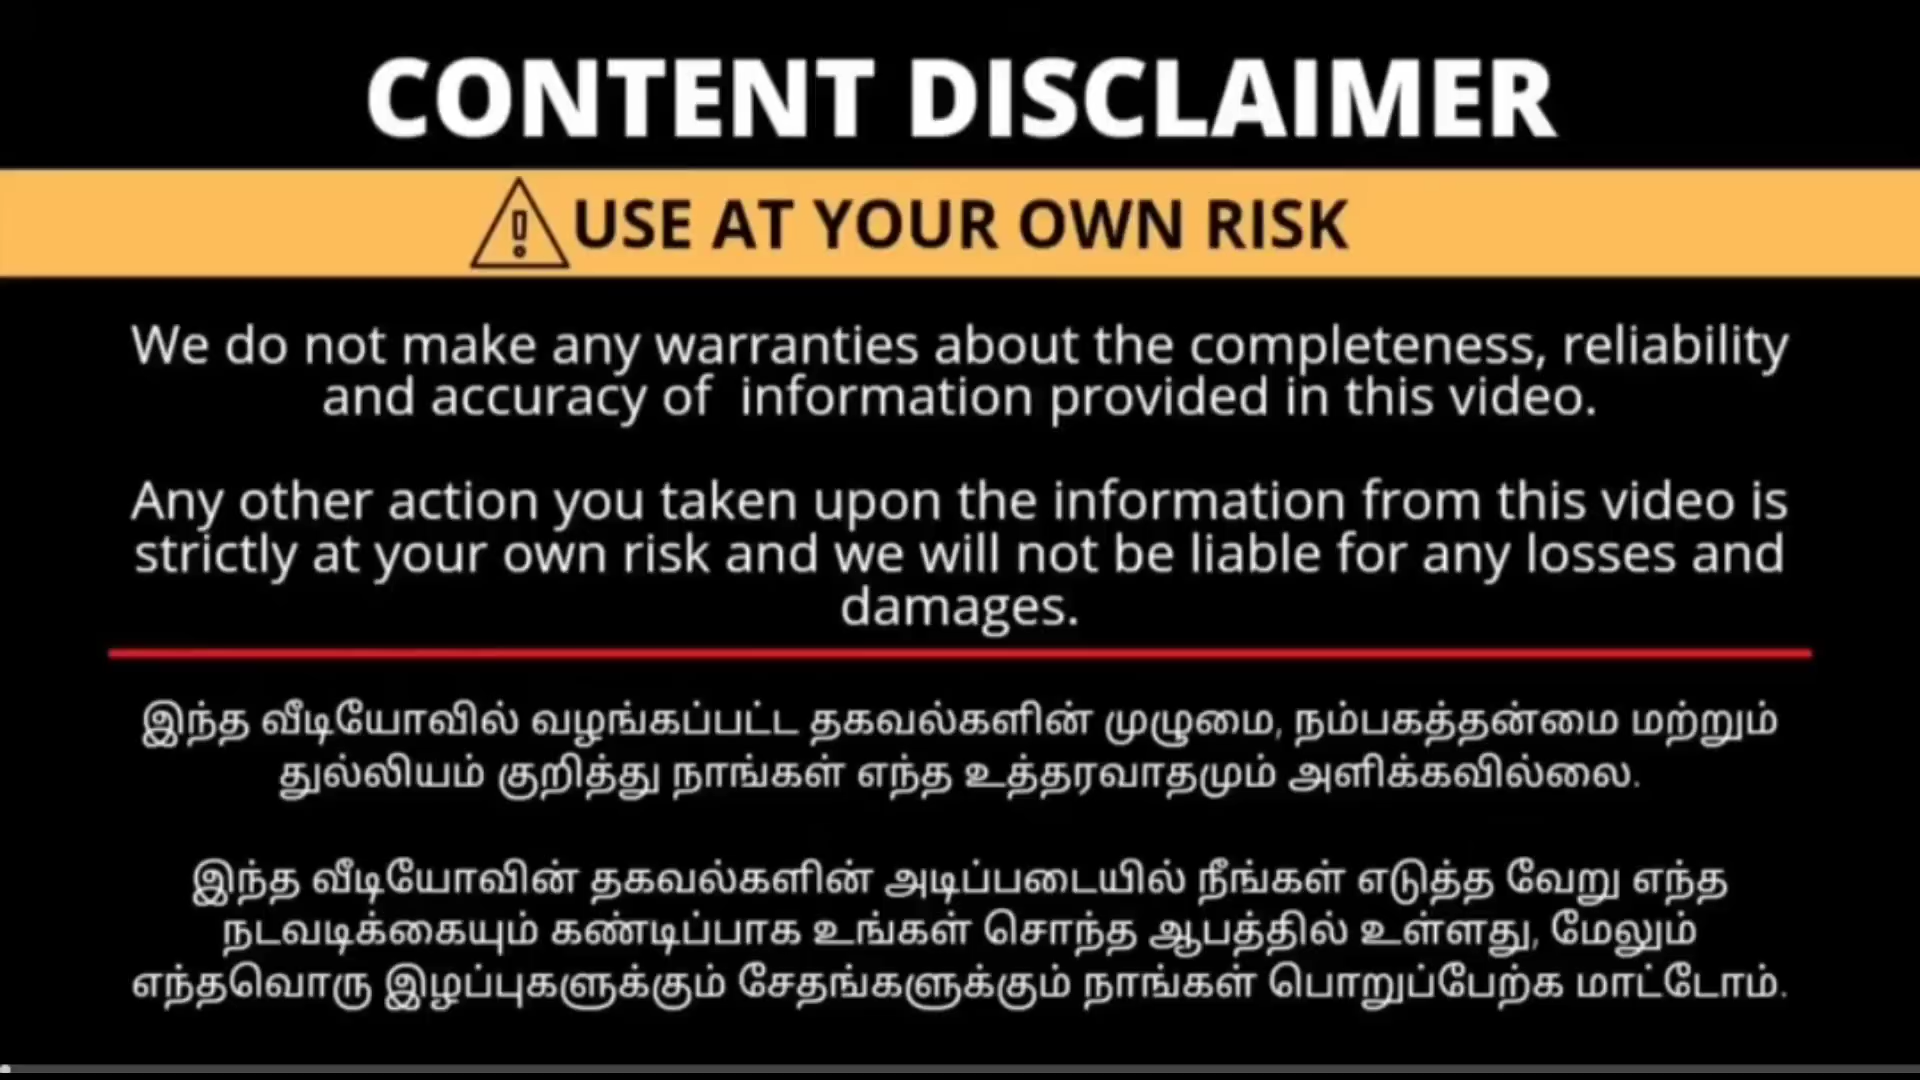 CONTENT DISCLAIMER
USE AT YOUR OWN RISK
We do not make any warranties about the completeness, reliability
and accuracy of information provided in this video.
Any other action you taken upon the information from this video is
strictly at your own risk and we will not be liable for any losses and
damages.
இந்த வீடியோவில் வழங்கப்பட்ட தகவல்களின் முழுமை, நம்பகத்தன்மை மற்றும்
துல்லியம் குறித்து நாங்கள் எந்த உத்தரவாதமும் அளிக்கவில்லை.
இந்த வீடியோவின் தகவல்களின் அடிப்படையில் நீங்கள் எடுத்த வேறு எந்த
நடவடிக்கையும் கண்டிப்பாக உங்கள் சொந்த ஆபத்தில் உள்ளது, மேலும்
எந்தவொரு இழப்புகளுக்கும் சேதங்களுக்கும் நாங்கள் பொறுப்பேற்க மாட்டோம்.